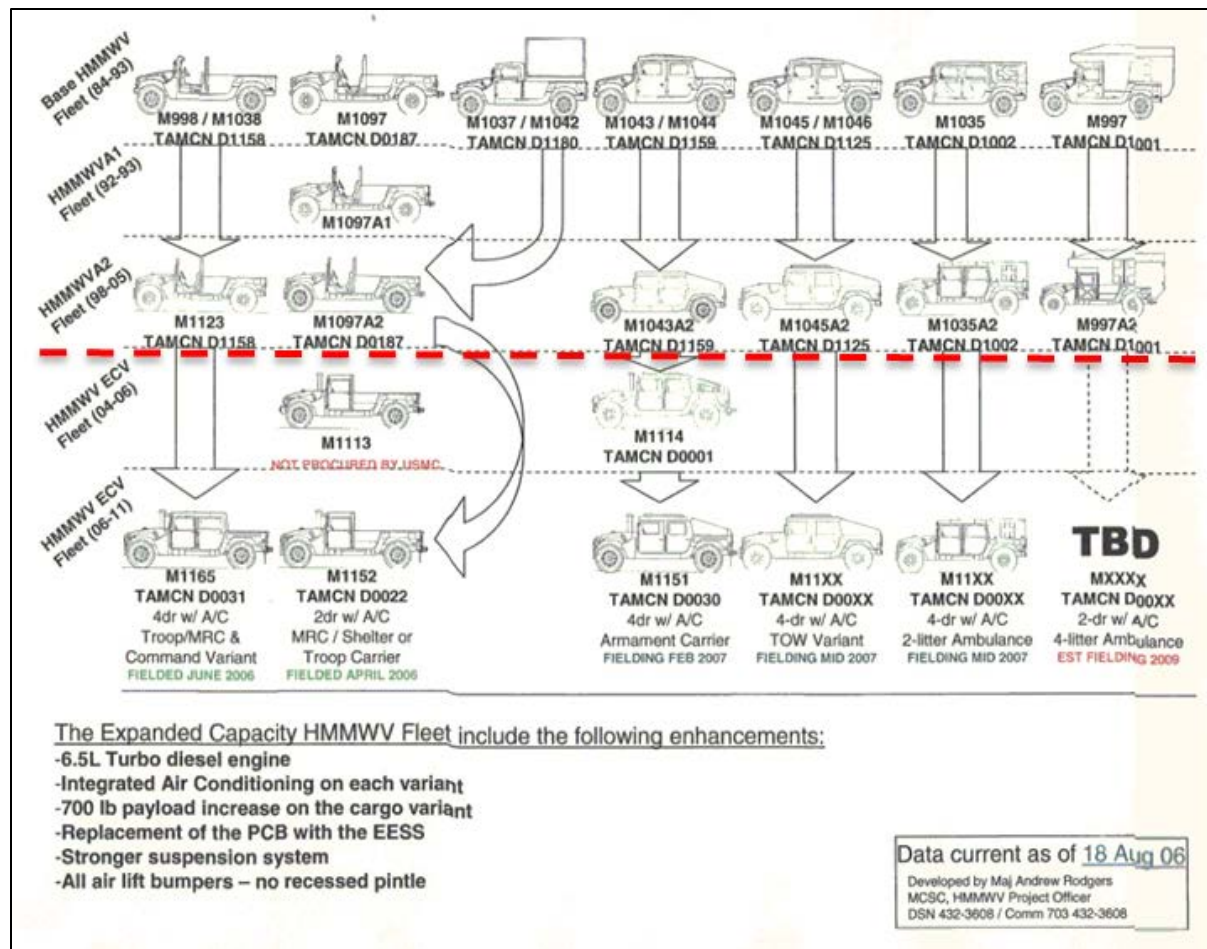 Base HMMWV
Fleet (84-93)
M998 / M1038
TAMCN D1158
M1097
TAMCN D0187
M1037 / M1042
TAMCN D1180
M1043 / M1044
TAMCN D1159
M1045 / M1046
TAMCN D1125
M1035
TAMCN D1002
M997
TAMCN D1001
HMMWVA1
Fleet (92-93)
M1097A1
HMMWVA2
Fleet (98-05)
M1123
TAMCN D1158
M1097A2
TAMCN D0187
M1043A2
TAMCN D1159
M1045A2
TAMCN D1125
M1035A2
TAMCN D1002
M997A2
TAMCN D1001
HMMWV ECV
Fleet (04-06)
M1113
NOT PROCURED BY USMC
M1114
TAMCN D0001
HMMWV ECV
Fleet (06-11)
M1165
TAMCN D0031
4dr w/ A/C
Troop/MRC &
Command Variant
FIELDED JUNE 2006
M1152
TAMCN D0022
2dr w/ A/C
MRC / Shelter or
Troop Carrier
FIELDED APRIL 2006
M1151
TAMCN D0030
4dr w/ A/C
Armament Carrier
FIELDING FEB 2007
M11XX
TAMCN D00XX
4-dr w/ A/C
TOW Variant
FIELDING MID 2007
M11XX
TAMCN D00XX
4-dr w/ A/C
2-litter Ambulance
FIELDING MID 2007
TBD
MXXXX
TAMCN D00XX
2-dr w/ A/C
4-litter Ambulance
EST FIELDING 2009
The Expanded Capacity HMMWV Fleet include the following enhancements:
-6.5L Turbo diesel engine
-Integrated Air Conditioning on each variant
-700 lb payload increase on the cargo variant
-Replacement of the PCB with the EESS
-Stronger suspension system
-All air lift bumpers – no recessed pintle
Data current as of 18 Aug 06
Developed by Maj Andrew Rodgers
MCSC, HMMWV Project Officer
DSN 432-3608 / Comm 703 432-3608